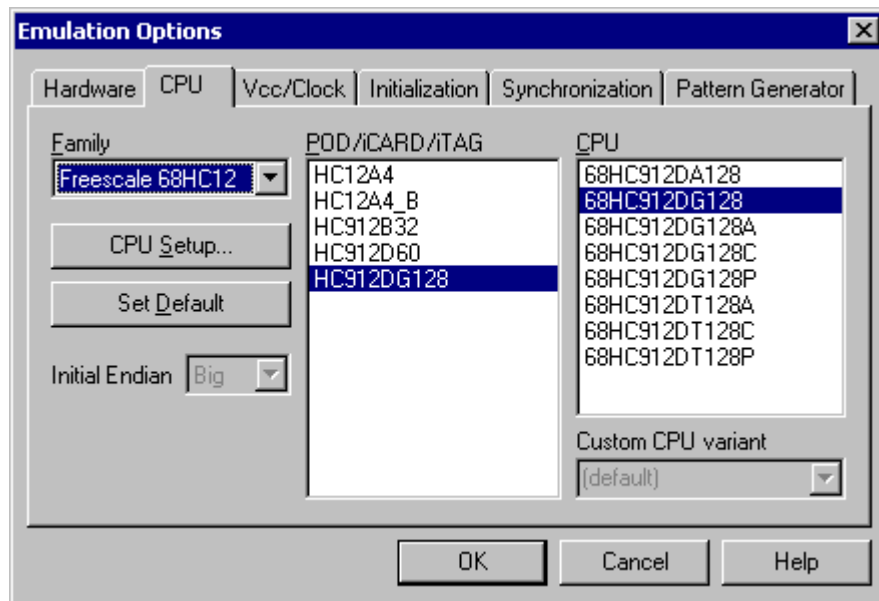 Emulation Options
Hardware
CPU
Vcc/Clock
Initialization
Synchronization
Pattern Generator
Family
Freescale 68HC12
CPU Setup...
Set Default
Initial Endian
Big
POD/iCARD/iTAG
HC12A4
HC12A4_B
HC912B32
HC912D60
HC912DG128
CPU
68HC912DA128
68HC912DG128
68HC912DG128A
68HC912DG128C
68HC912DG128P
68HC912DT128A
68HC912DT128C
68HC912DT128P
Custom CPU variant
(default)
OK
Cancel
Help